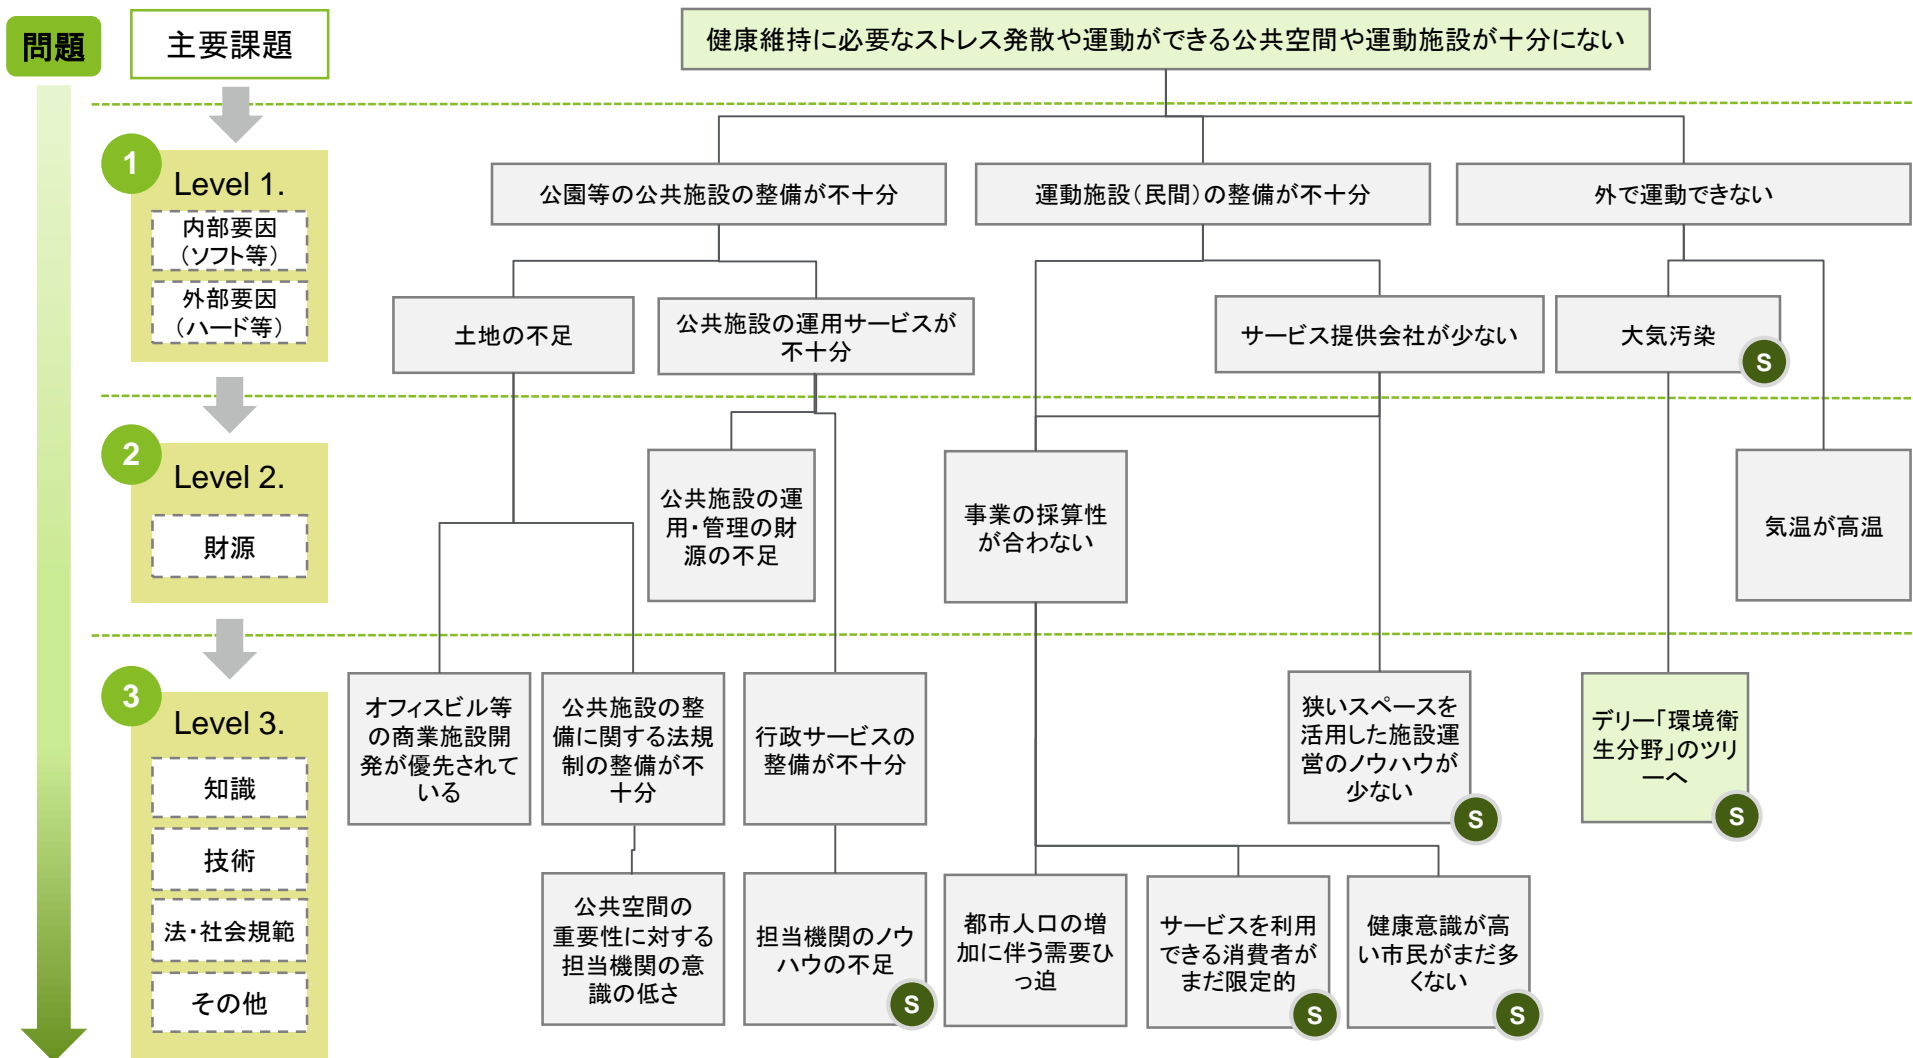 問題
主要課題
健康維持に必要なストレス発散や運動ができる公共空間や運動施設が十分にない
1
Level 1.
内部要因
（ソフト等）
外部要因
（ハード等）
公園等の公共施設の整備が不十分
運動施設（民間）の整備が不十分
外で運動できない
土地の不足
公共施設の運用サービスが
不十分
サービス提供会社が少ない
大気汚染
S
2
Level 2.
財源
公共施設の運
用・管理の財
源の不足
事業の採算性
が合わない
気温が高温
3
Level 3.
知識
技術
法・社会規範
その他
オフィスビル等
の商業施設開
発が優先されて
いる
公共施設の整
備に関する法規
制の整備が不
十分
行政サービスの
整備が不十分
狭いスペースを
活用した施設運
営のノウハウが
少ない
S
デリー「環境衛
生分野」のツリ
ーへ
S
公共空間の
重要性に対する
担当機関の意
識の低さ
担当機関のノウ
ハウの不足
S
都市人口の増
加に伴う需要ひ
っ迫
サービスを利用
できる消費者が
まだ限定的
S
健康意識が高
い市民がまだ多
くない
S